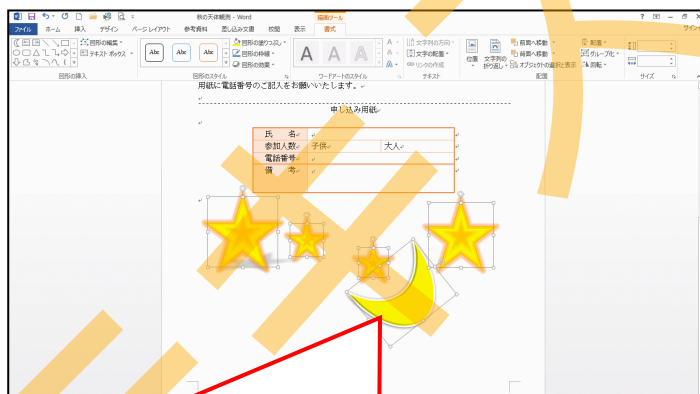 秋の天体観測 - Word
描画ツール
ファイル ホーム 挿入 デザイン ページ レイアウト 参考資料 差し込み文書 校閲 表示 書式 サインイン
図形の編集
テキスト ボックス
図形の挿入
Abc Abc Abc
図形の塗りつぶし
図形の枠線
図形の効果
図形のスタイル
A A A
ワードアートのスタイル
文字列の方向
文字の配置
リンクの作成
テキスト
位置
文字列の折り返し
前面へ移動
背面へ移動
オブジェクトの選択と表示
配置
グループ化
回転
配置
サイズ
用紙に電話番号のご記入をお願いいたします。
申し込み用紙
氏 名
参加人数 子供 大人
電話番号
備 考